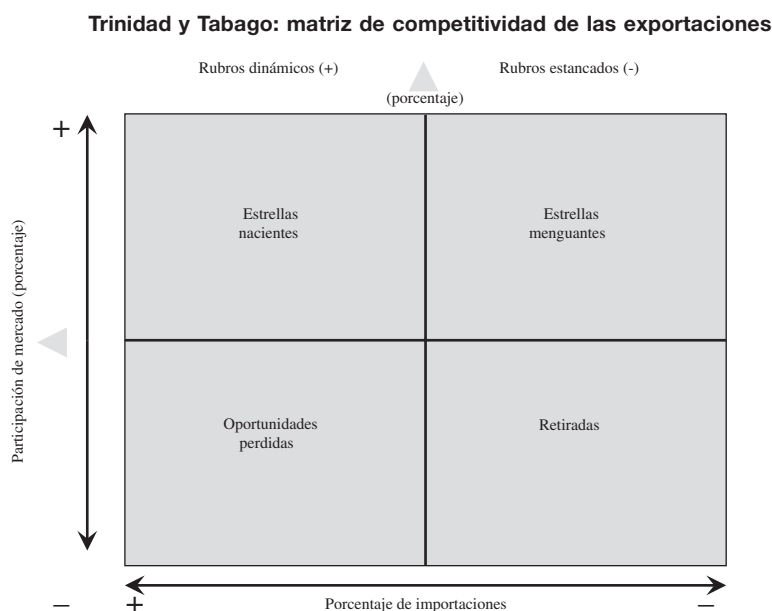 Trinidad y Tabago: matriz de competitividad de las exportaciones
Rubros dinámicos (+)
Rubros estancados (-)
(porcentaje)
+
Participación de mercado (porcentaje)
Estrellas
nacientes
Estrellas
menguantes
Oportunidades
perdidas
Retiradas
−
+
Porcentaje de importaciones
−